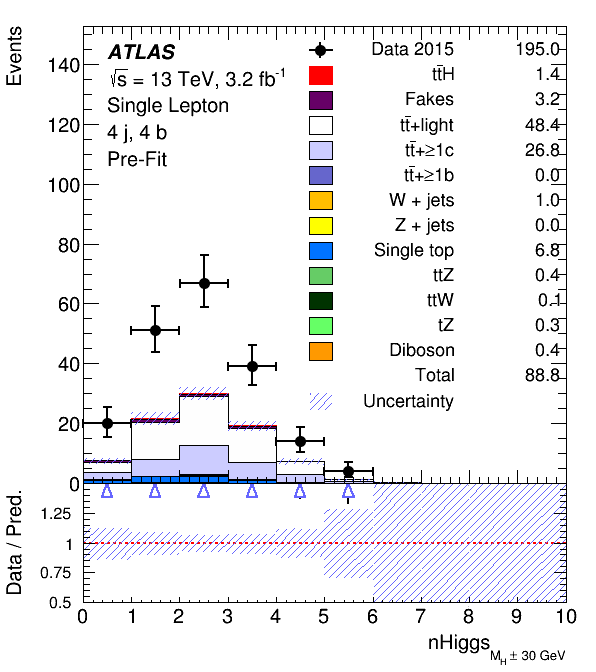 Events
140
120
100
80
60
40
20
0
ATLAS
√s = 13 TeV, 3.2 fb⁻¹
Single Lepton
4 j, 4 b
Pre-Fit
Data 2015 195.0
tt̄H 1.4
Fakes 3.2
tt̄+light 48.4
tt̄+≥1c 26.8
tt̄+≥1b 0.0
W + jets 1.0
Z + jets 0.0
Single top 6.8
ttZ 0.4
ttW 0.1
tZ 0.3
Diboson 0.4
Total 88.8
Uncertainty
Data / Pred.
1.25
1
0.75
0.5
0 1 2 3 4 5 6 7 8 9 10
nHiggs M_H ± 30 GeV